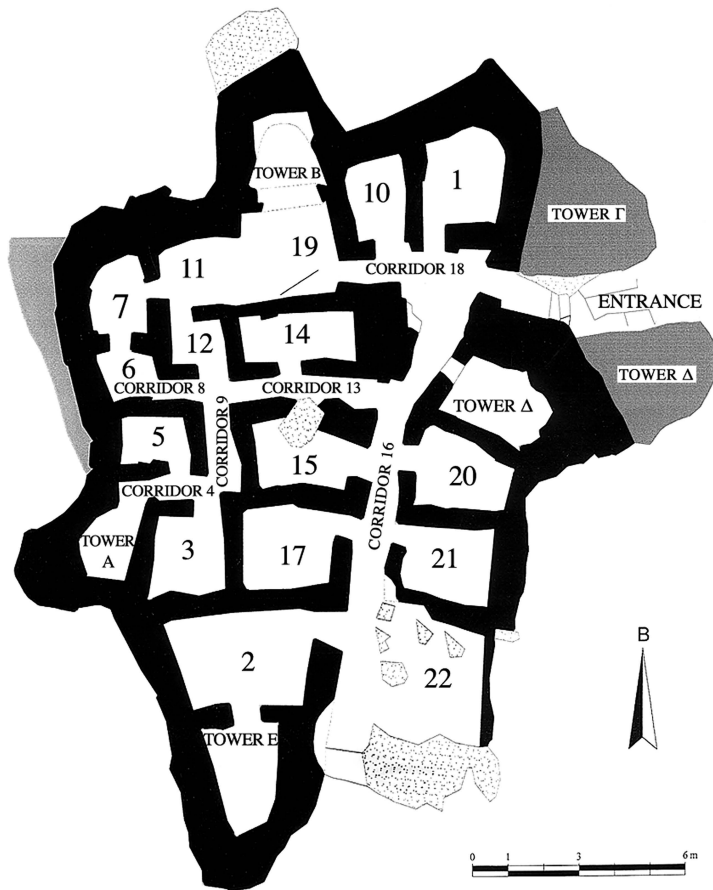 TOWER B
10
1
TOWER Γ
19
11
CORRIDOR 18
7
ENTRANCE
12
14
6
CORRIDOR 8
CORRIDOR 13
TOWER Δ
TOWER Δ
5
CORRIDOR 9
15
CORRIDOR 16
20
CORRIDOR 4
TOWER
A
3
17
21
2
22
TOWER E
B
0 1 3 6 m